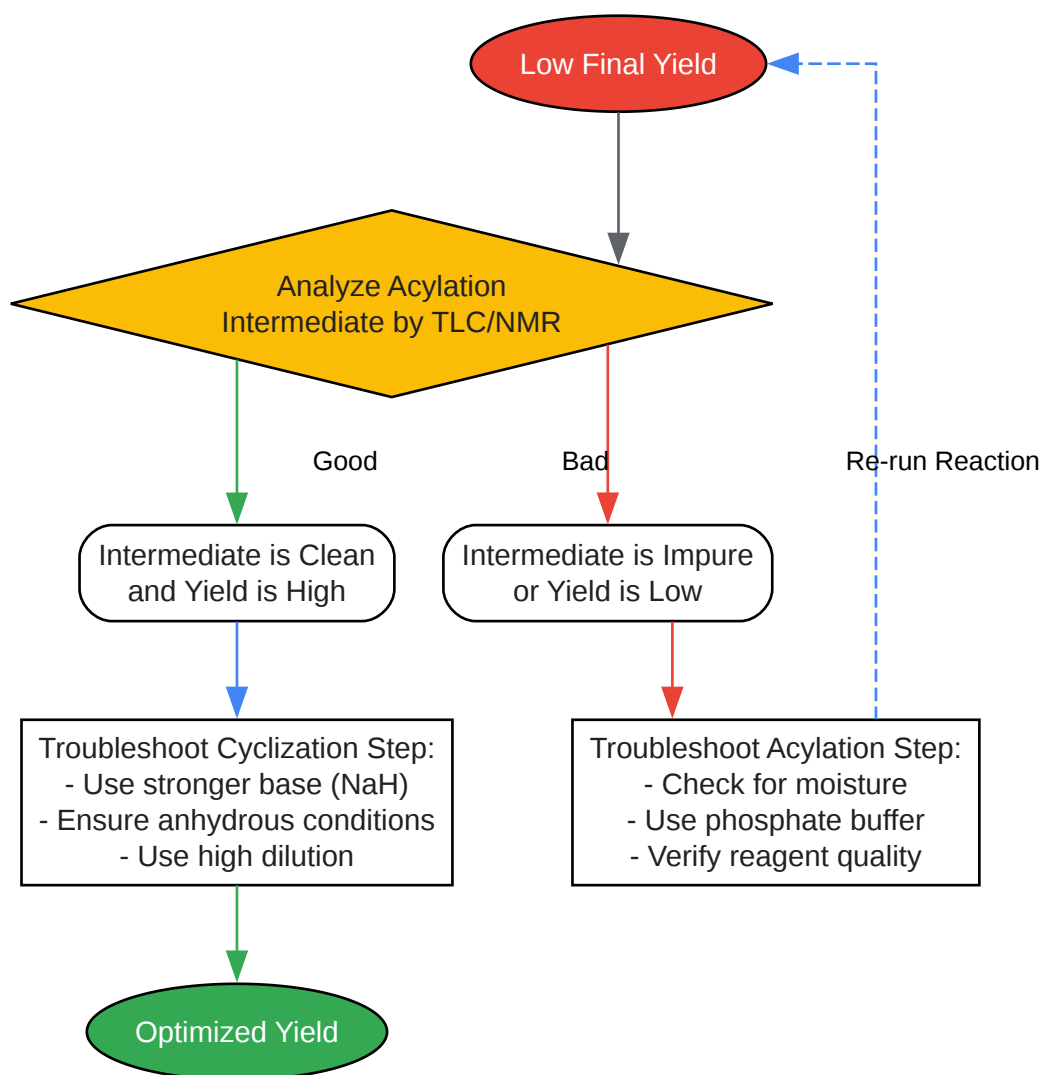 Low Final Yield
Analyze Acylation
Intermediate by TLC/NMR
Good
Bad
Re-run Reaction
Intermediate is Clean
and Yield is High
Intermediate is Impure
or Yield is Low
Troubleshoot Cyclization Step:
- Use stronger base (NaH)
- Ensure anhydrous conditions
- Use high dilution
Troubleshoot Acylation Step:
- Check for moisture
- Use phosphate buffer
- Verify reagent quality
Optimized Yield